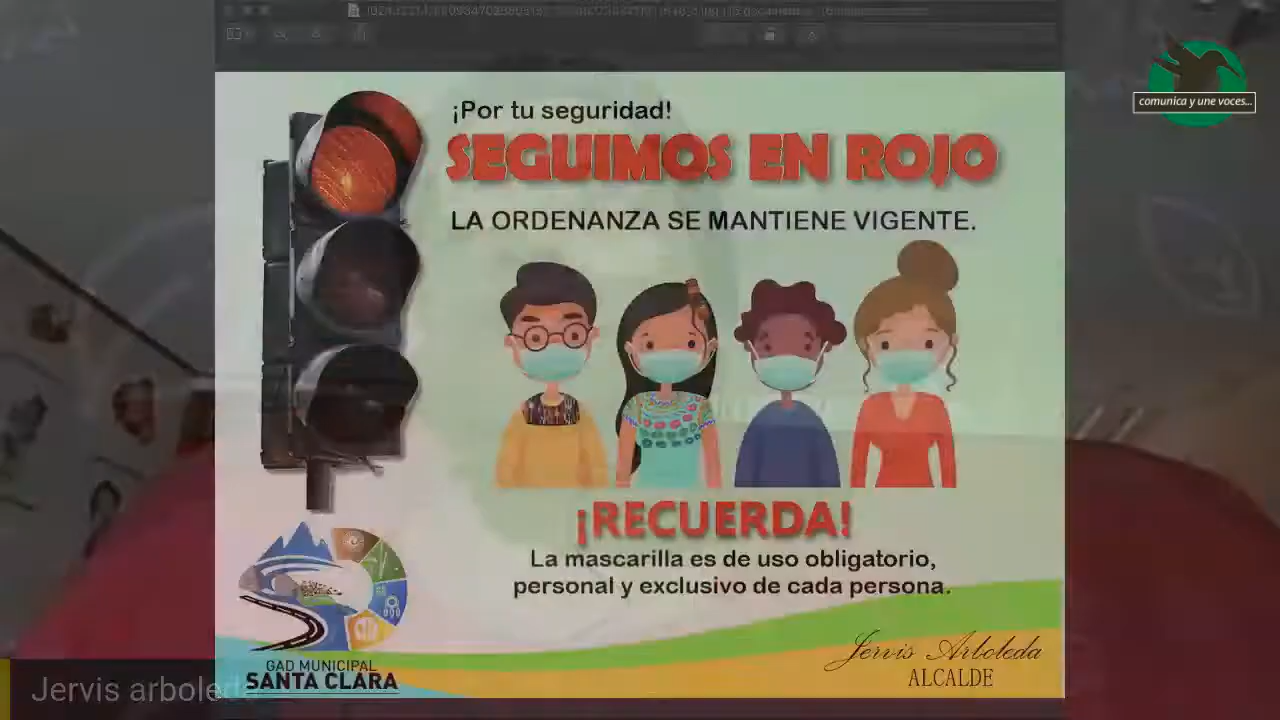 comunica y une voces...
¡Por tu seguridad!
SEGUIMOS EN ROJO
LA ORDENANZA SE MANTIENE VIGENTE.
¡RECUERDA!
La mascarilla es de uso obligatorio,
personal y exclusivo de cada persona.
GAD MUNICIPAL
SANTA CLARA
Jervis Arboleda
ALCALDE
Jervis arboleda